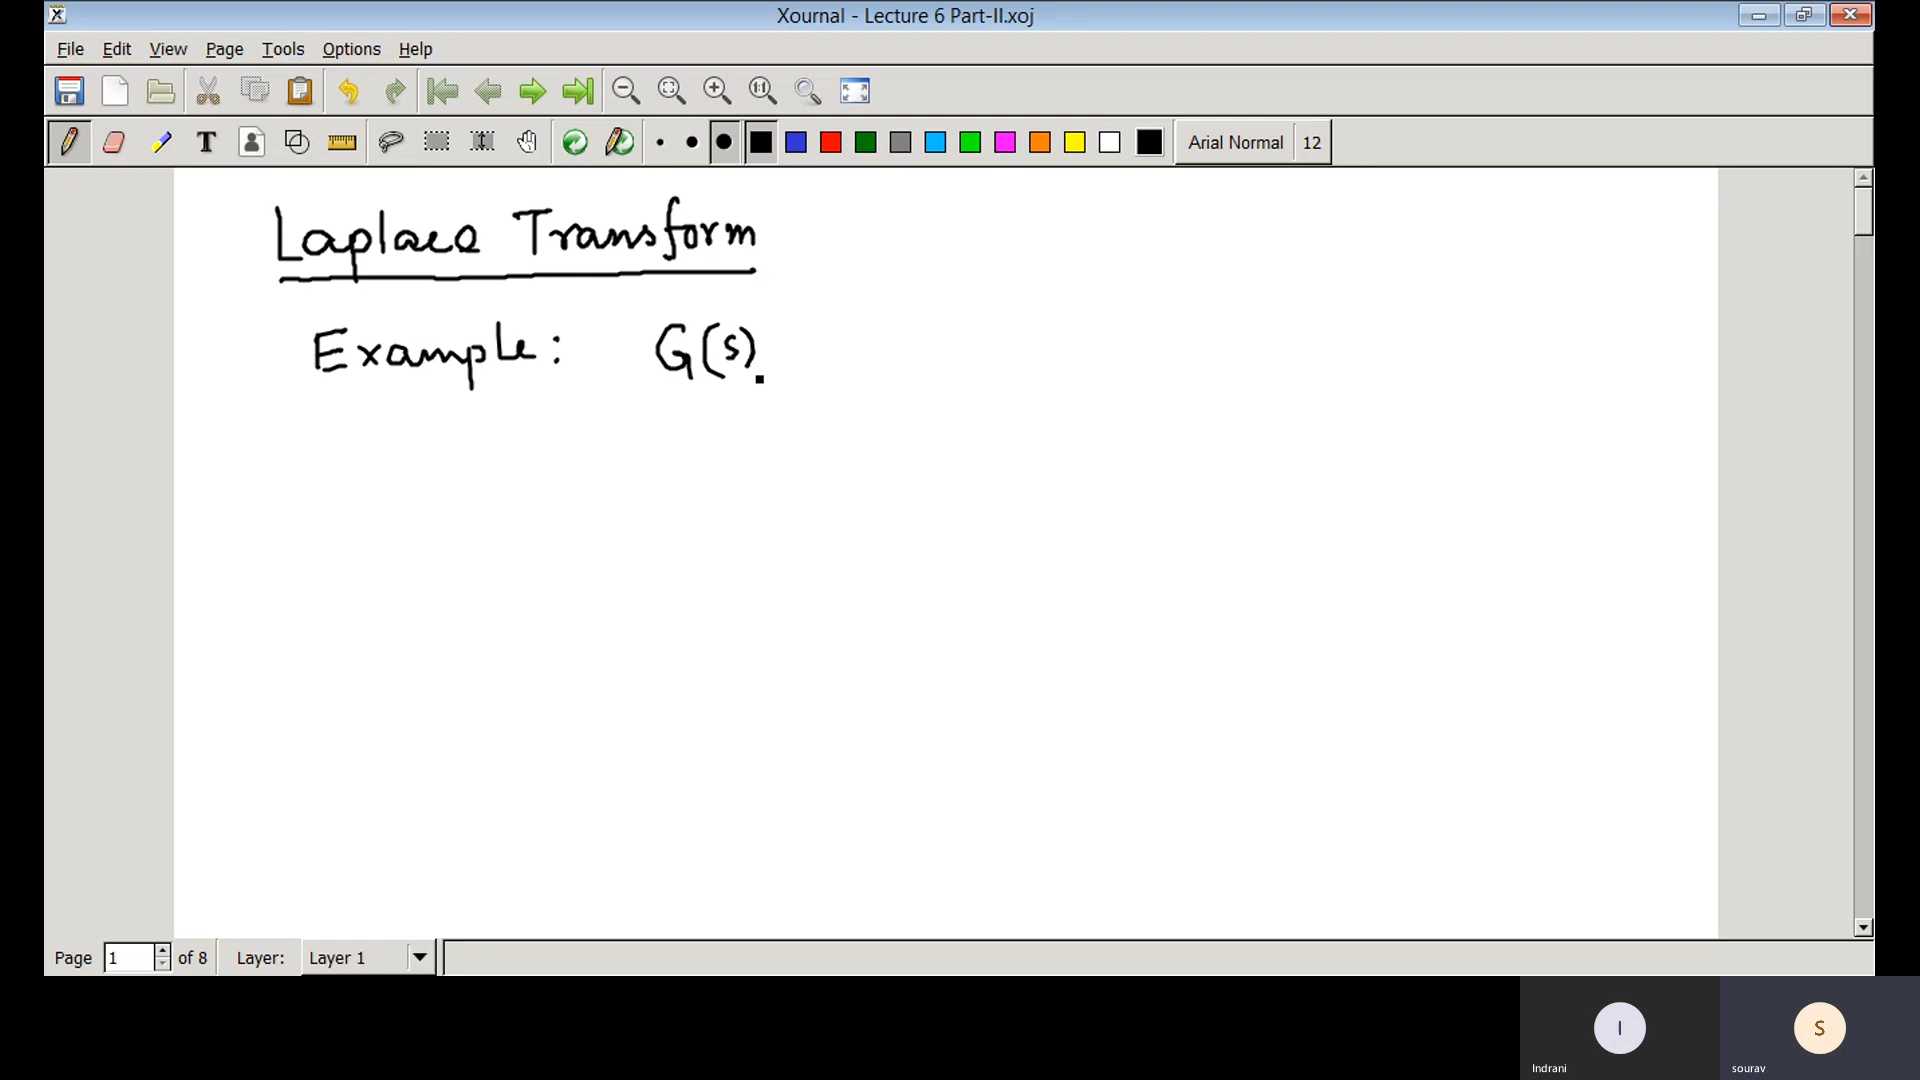 Xournal - Lecture 6 Part-II.xoj
File Edit View Page Tools Options Help
Arial Normal 12
Laplace Transform
Example: G(s)
Page 1 of 8 Layer: Layer 1
I S
Indrani sourav